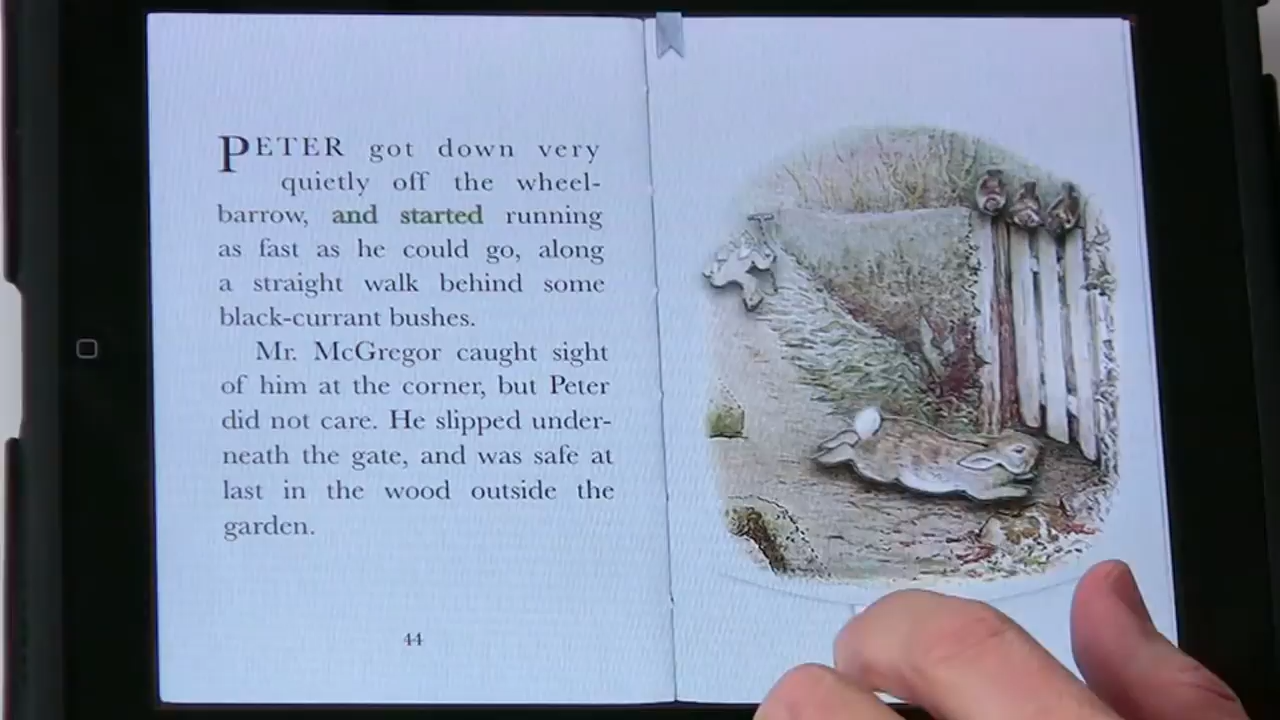 PETER got down very
quietly off the wheel-
barrow, and started running
as fast as he could go, along
a straight walk behind some
black-currant bushes.
Mr. McGregor caught sight
of him at the corner, but Peter
did not care. He slipped under-
neath the gate, and was safe at
last in the wood outside the
garden.
44